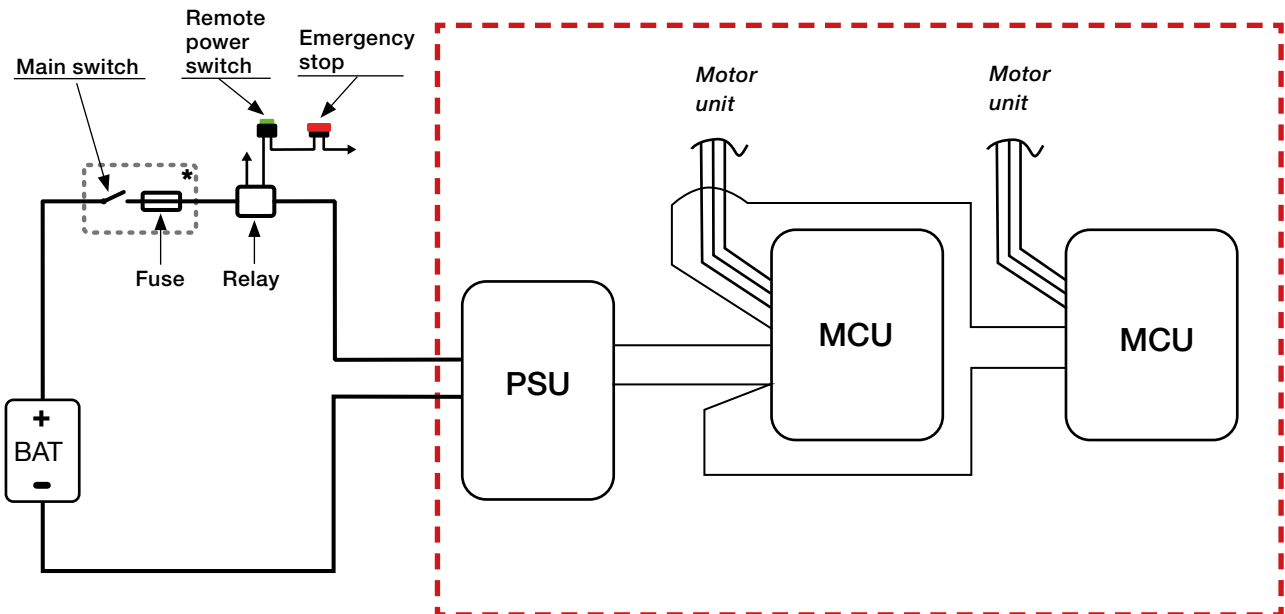 Remote
power
switch
Emergency
stop
Main switch
Motor
unit
Motor
unit
*
Fuse
Relay
MCU
MCU
PSU
+
BAT
-